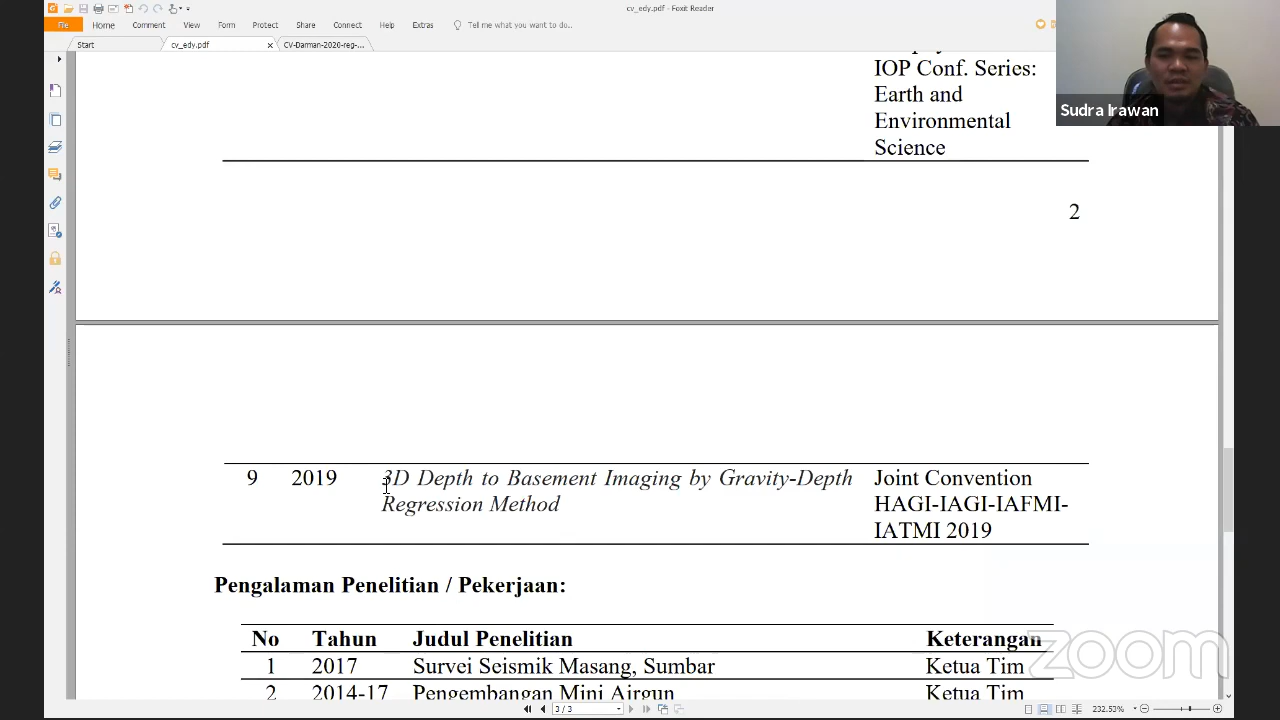 cv_edy.pdf - Foxit Reader
File Home Comment View Form Protect Share Connect Help Extras Tell me what you want to do...
Start cv_edy.pdf CV-Darman-2020-reg-...
IOP Conf. Series:
Earth and
Environmental
Science
Sudra Irawan
2
9 2019 3D Depth to Basement Imaging by Gravity-Depth Joint Convention
Regression Method HAGI-IAGI-IAFMI-
IATMI 2019
Pengalaman Penelitian / Pekerjaan:
No Tahun Judul Penelitian Keterangan
1 2017 Survei Seismik Masang, Sumbar Ketua Tim
2 2014-17 Pengembangan Mini Airgun Ketua Tim
zoom
3 / 3 232.53%